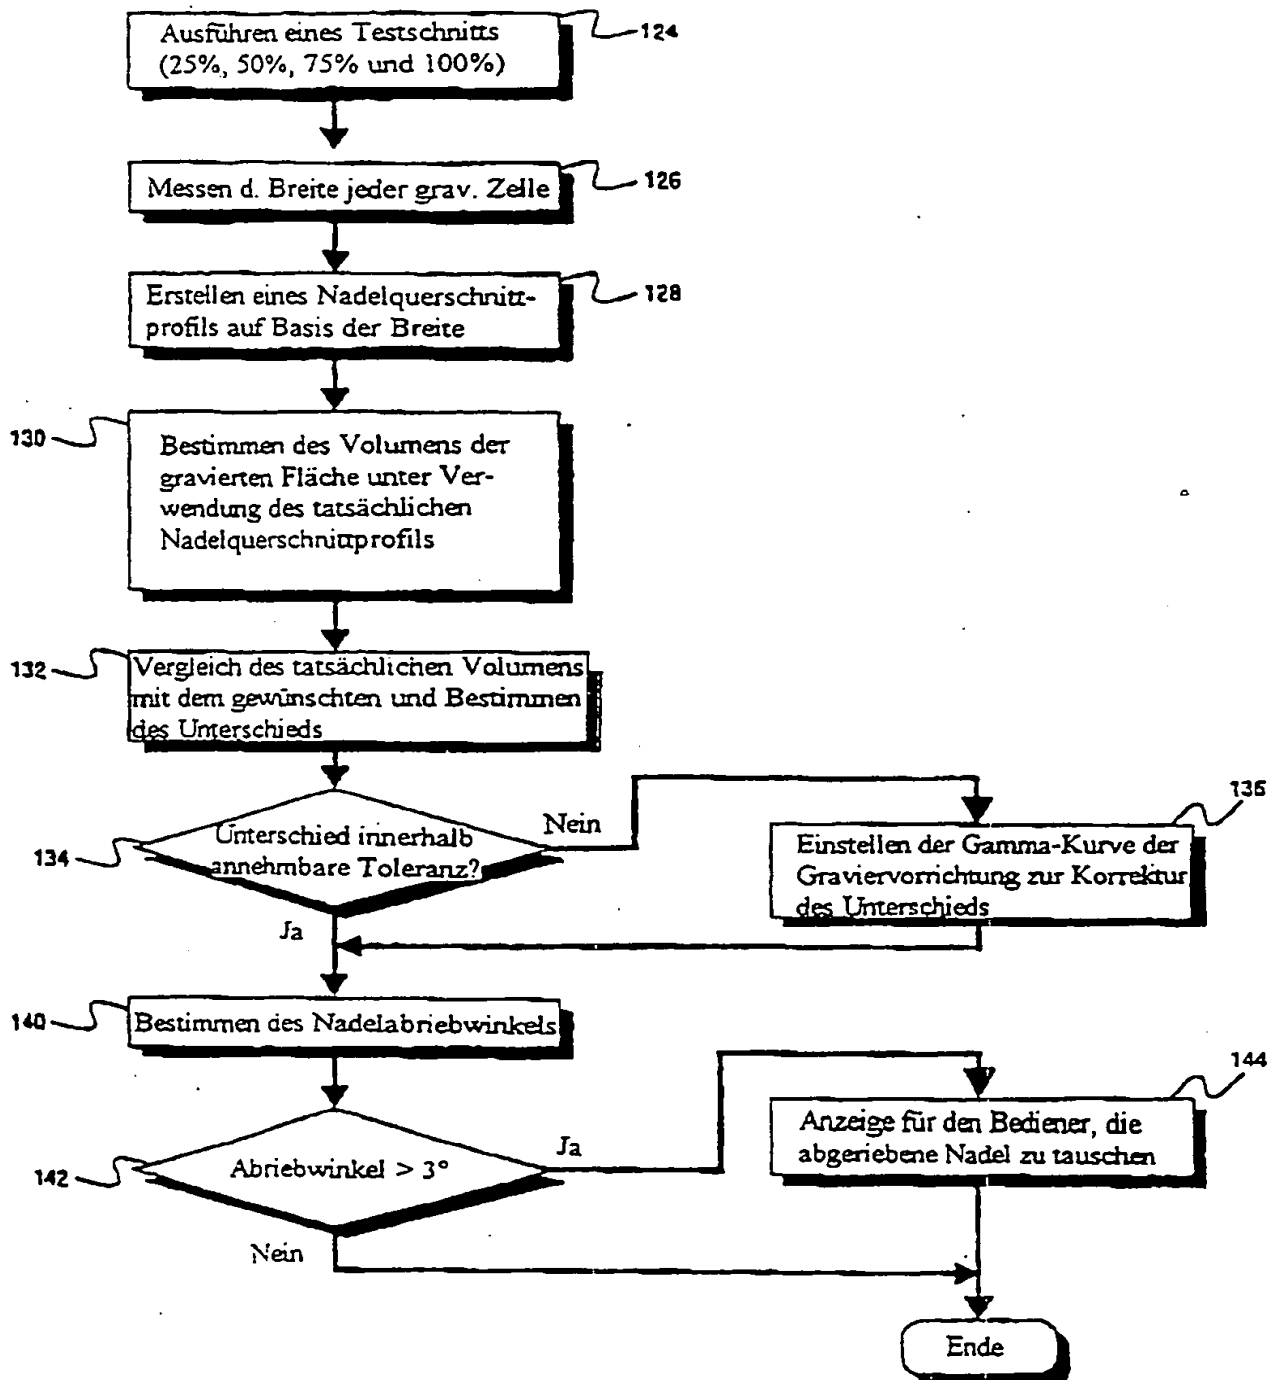 Ausführen eines Testschnitts
(25%, 50%, 75% und 100%)
124
Messen d. Breite jeder grav. Zelle
126
Erstellen eines Nadelquerschnitt-
profils auf Basis der Breite
128
130
Bestimmen des Volumens der
gravierten Fläche unter Ver-
wendung des tatsächlichen
Nadelquerschnittprofils
132
Vergleich des tatsächlichen Volumens
mit dem gewünschten und Bestimmen
des Unterschieds
134
Unterschied innerhalb
annehmbare Toleranz?
Nein
Ja
136
Einstellen der Gamma-Kurve der
Graviervorrichtung zur Korrektur
des Unterschieds
140
Bestimmen des Nadelabriebwinkels
142
Abriebwinkel > 3°
Ja
Nein
144
Anzeige für den Bediener, die
abgeriebene Nadel zu tauschen
Ende